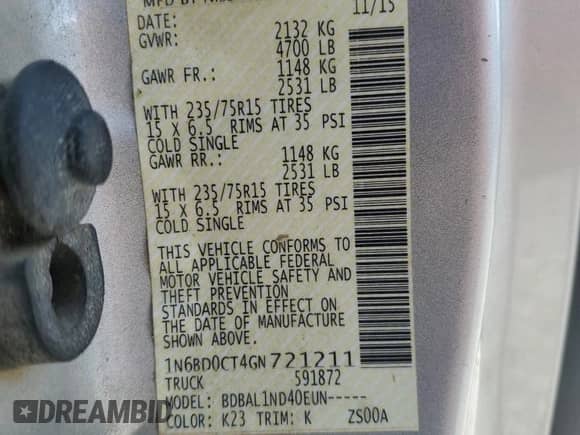 MFD BY
DATE: 11/15
GVWR: 2132 KG
4700 LB
GAWR FR.: 1148 KG
2531 LB
WITH 235/75R15 TIRES
15 X 6.5 RIMS AT 35 PSI
COLD SINGLE
GAWR RR.: 1148 KG
2531 LB
WITH 235/75R15 TIRES
15 X 6.5 RIMS AT 35 PSI
COLD SINGLE
THIS VEHICLE CONFORMS TO
ALL APPLICABLE FEDERAL
MOTOR VEHICLE SAFETY AND
THEFT PREVENTION
STANDARDS IN EFFECT ON
THE DATE OF MANUFACTURE
SHOWN ABOVE.
1N6BD0CT4GN721211
TRUCK 591872
MODEL: BDBAL1ND40EUN-----
COLOR: K23 TRIM: K ZS00A
DREAMBID.COM